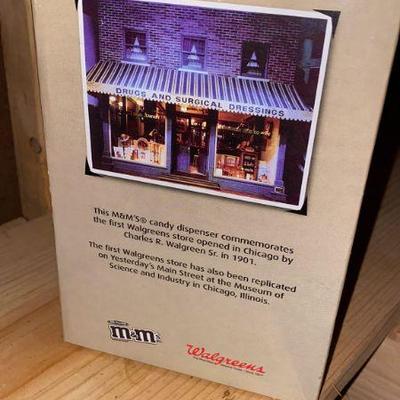 DRUGS AND SURGICAL DRESSINGS
This M&M'S® candy dispenser commemorates
the first Walgreens store opened in Chicago by
Charles R. Walgreen Sr. in 1901.
The first Walgreens store has also been replicated
on Yesterday's Main Street at the Museum of
Science and Industry in Chicago, Illinois.
m&m's
Walgreens